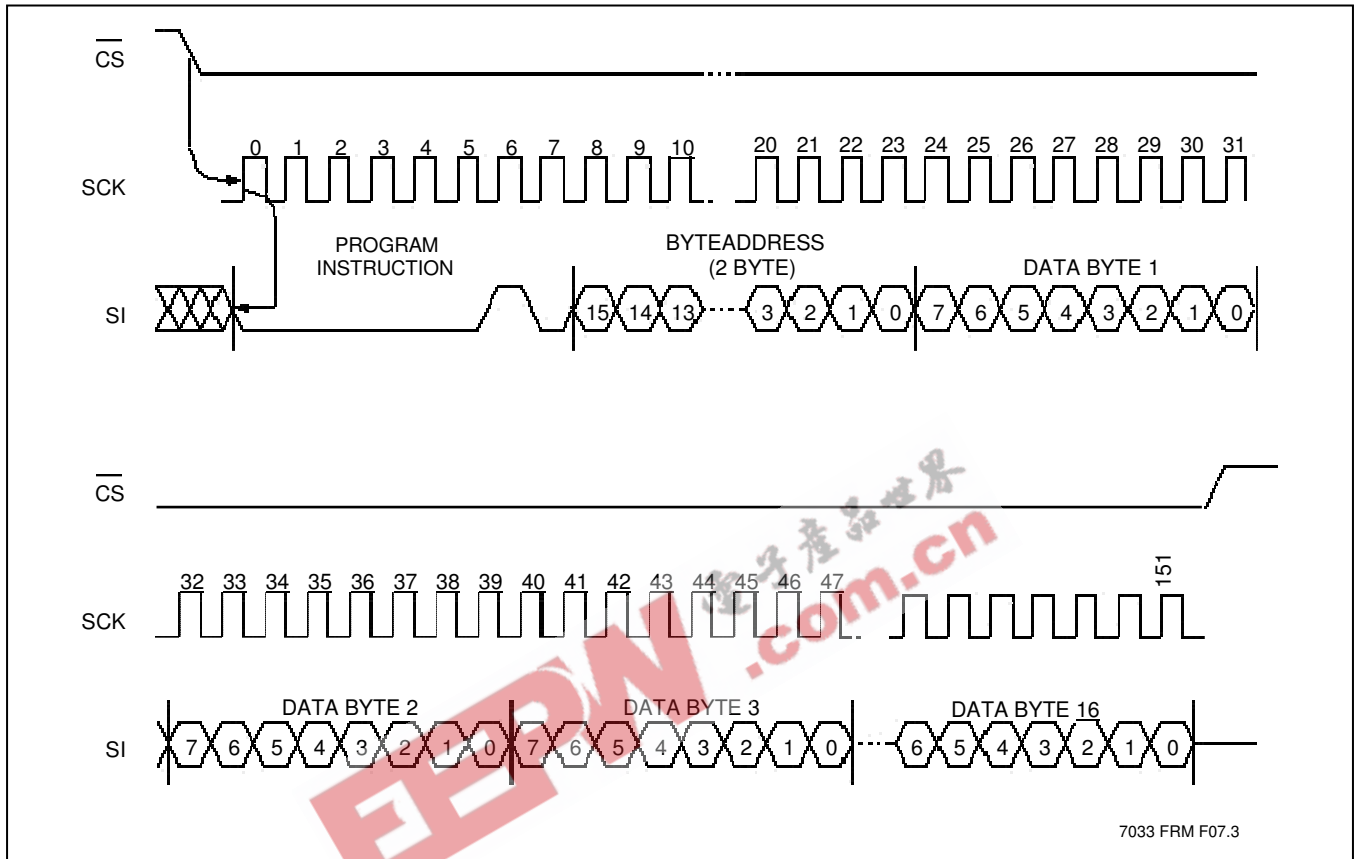 CS
0 1 2 3 4 5 6 7 8 9 10 20 21 22 23 24 25 26 27 28 29 30 31
SCK
PROGRAM
INSTRUCTION
BYTEADDRESS
(2 BYTE)
DATA BYTE 1
SI
15 14 13 3 2 1 0 7 6 5 4 3 2 1 0
CS
32 33 34 35 36 37 38 39 40 41 42 43 44 45 46 47 151
SCK
DATA BYTE 2 DATA BYTE 3 DATA BYTE 16
SI
7 6 5 4 3 2 1 0 7 6 5 4 3 2 1 0 6 5 4 3 2 1 0
電子產品世界
EEPW.com.cn
7033 FRM F07.3